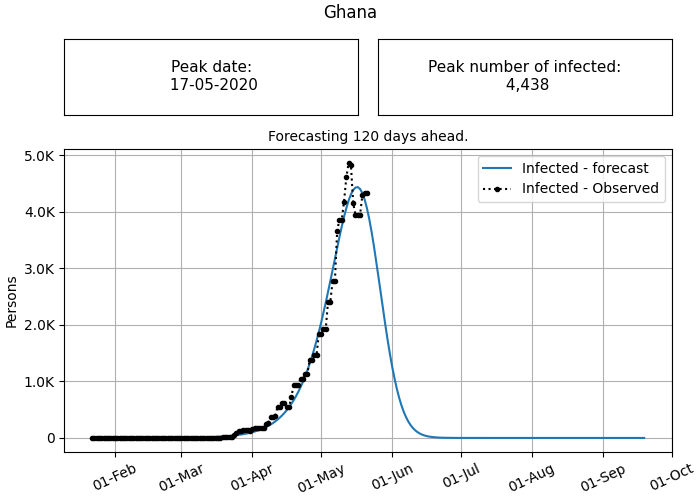 Ghana
Peak date:
17-05-2020
Peak number of infected:
4,438
Forecasting 120 days ahead.
5.0K
4.0K
3.0K
2.0K
1.0K
0
Persons
Infected - forecast
Infected - Observed
01-Feb
01-Mar
01-Apr
01-May
01-Jun
01-Jul
01-Aug
01-Sep
01-Oct